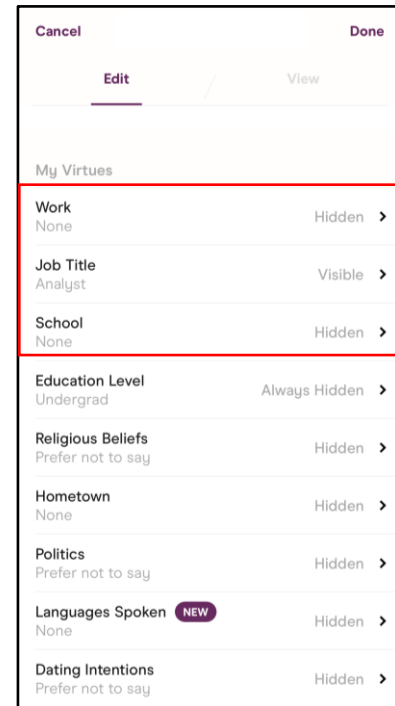 Cancel Done
Edit View
My Virtues
Work
None
Hidden
Job Title
Analyst
Visible
School
None
Hidden
Education Level
Undergrad
Always Hidden
Religious Beliefs
Prefer not to say
Hidden
Hometown
None
Hidden
Politics
Prefer not to say
Hidden
Languages Spoken NEW
None
Hidden
Dating Intentions
Prefer not to say
Hidden